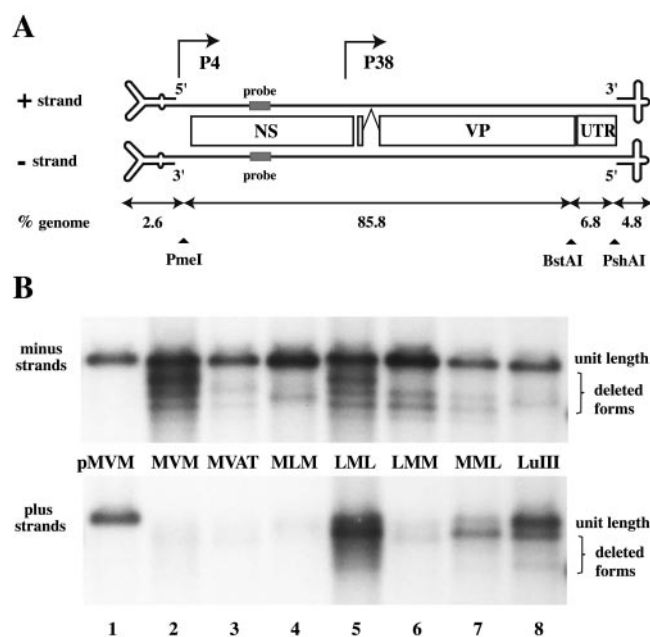 A
P4 P38
5' 3'
+ strand probe
NS VP UTR
- strand
3' probe 5'
% genome 2.6 85.8 6.8 4.8
PmeI BstAI PshAI
B
minus strands
unit length
deleted forms
pMVM MVM MVAT MLM LML LMM MML LuIII
plus strands
unit length
deleted forms
1 2 3 4 5 6 7 8